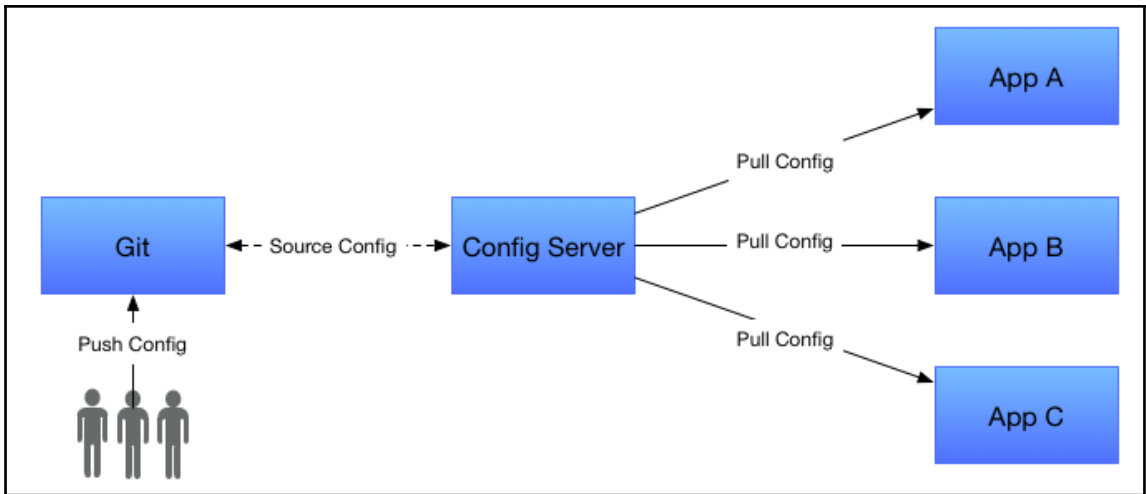 App A
Pull Config
Git
Source Config
Config Server
Pull Config
App B
Push Config
Pull Config
App C